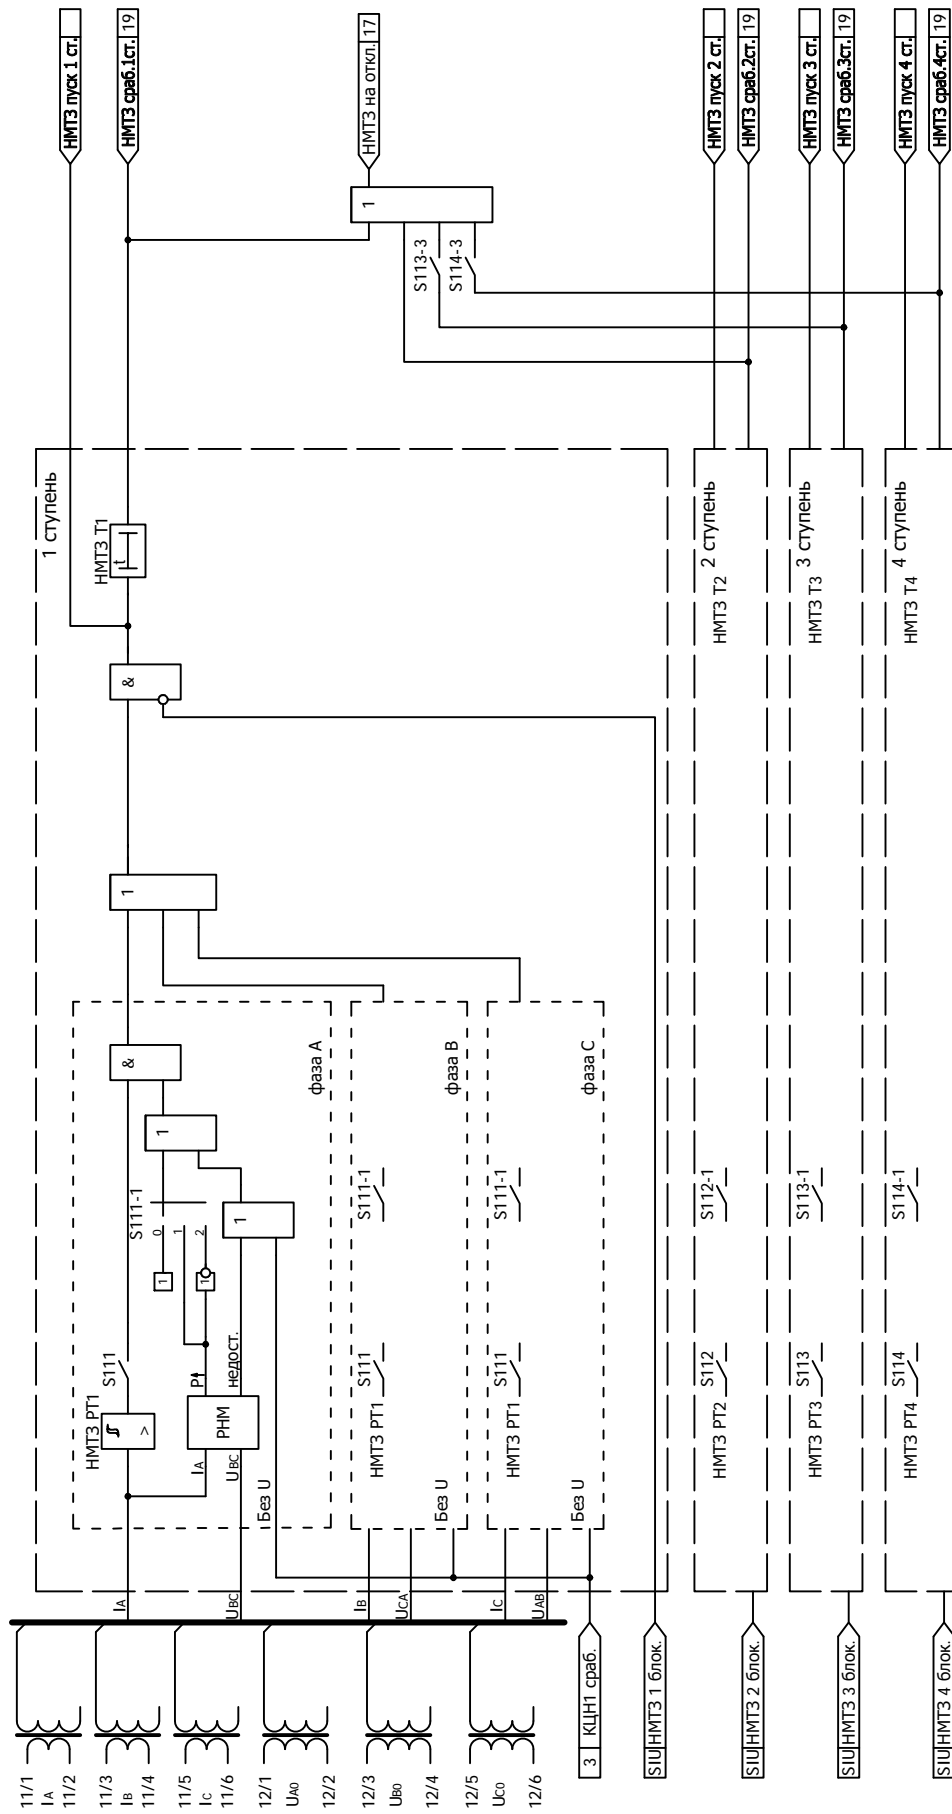 11/1
IA
11/2
11/3
IB
11/4
11/5
IC
11/6
12/1
UA0
12/2
12/3
UB0
12/4
12/5
UC0
12/6
IA
UBC
IB
UCA
IC
UAB
3 КЦН1 сраб.
SIU НМТЗ 1 блок.
SIU НМТЗ 2 блок.
SIU НМТЗ 3 блок.
SIU НМТЗ 4 блок.
1 ступень
НМТЗ РТ1
>
S111
IA
UBC
РНМ
P
недост.
Без U
S111-1
0
1
2
1
1
1
1
&
фаза A
НМТЗ РТ1
S111
S111-1
Без U
фаза B
НМТЗ РТ1
S111
S111-1
Без U
фаза C
1
&
НМТЗ Т1
t
НМТЗ РТ2
S112
S112-1
НМТЗ Т2
2 ступень
НМТЗ РТ3
S113
S113-1
НМТЗ Т3
3 ступень
НМТЗ РТ4
S114
S114-1
НМТЗ Т4
4 ступень
S113-3
S114-3
1
НМТЗ пуск 1 ст.
НМТЗ сраб.1ст. 19
НМТЗ на откл. 17
НМТЗ пуск 2 ст.
НМТЗ сраб.2ст. 19
НМТЗ пуск 3 ст.
НМТЗ сраб.3ст. 19
НМТЗ пуск 4 ст.
НМТЗ сраб.4ст. 19